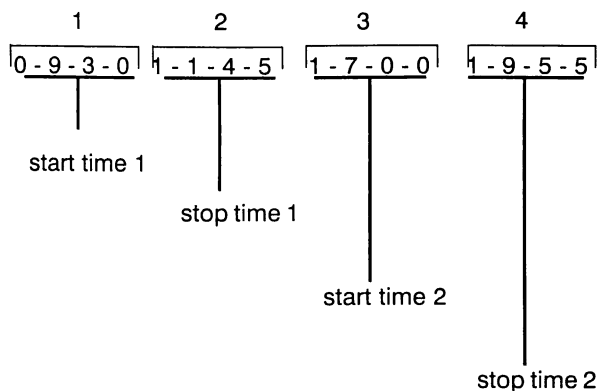 1 2 3 4
0 - 9 - 3 - 0 1 - 1 - 4 - 5 1 - 7 - 0 - 0 1 - 9 - 5 - 5
start time 1
stop time 1
start time 2
stop time 2